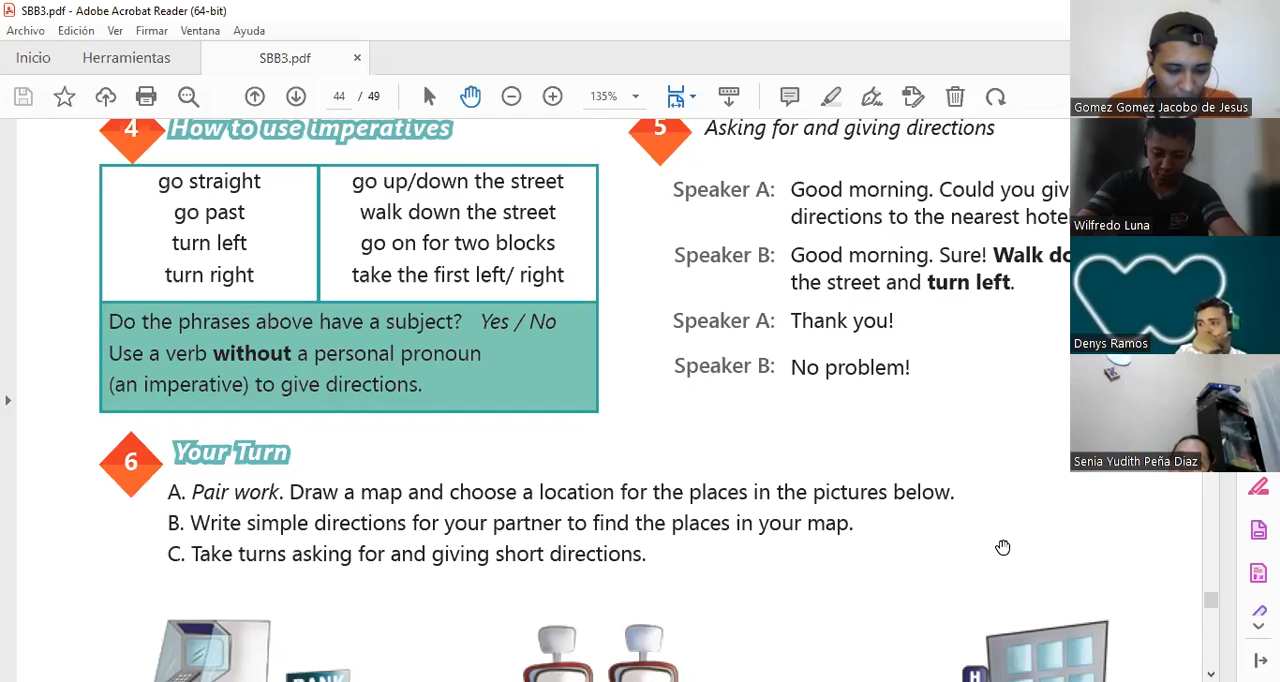 SBB3.pdf - Adobe Acrobat Reader (64-bit)
Archivo Edición Ver Firmar Ventana Ayuda
Inicio Herramientas SBB3.pdf ×
44 / 49 135%
4 How to use imperatives
go straight
go past
turn left
turn right
go up/down the street
walk down the street
go on for two blocks
take the first left/ right
Do the phrases above have a subject? Yes / No
Use a verb without a personal pronoun
(an imperative) to give directions.
5 Asking for and giving directions
Speaker A: Good morning. Could you giv
directions to the nearest hote
Speaker B: Good morning. Sure! Walk do
the street and turn left.
Speaker A: Thank you!
Speaker B: No problem!
6 Your Turn
A. Pair work. Draw a map and choose a location for the places in the pictures below.
B. Write simple directions for your partner to find the places in your map.
C. Take turns asking for and giving short directions.
BANK
H
Gomez Gomez Jacobo de Jesus
Wilfredo Luna
Denys Ramos
Senia Yudith Peña Diaz